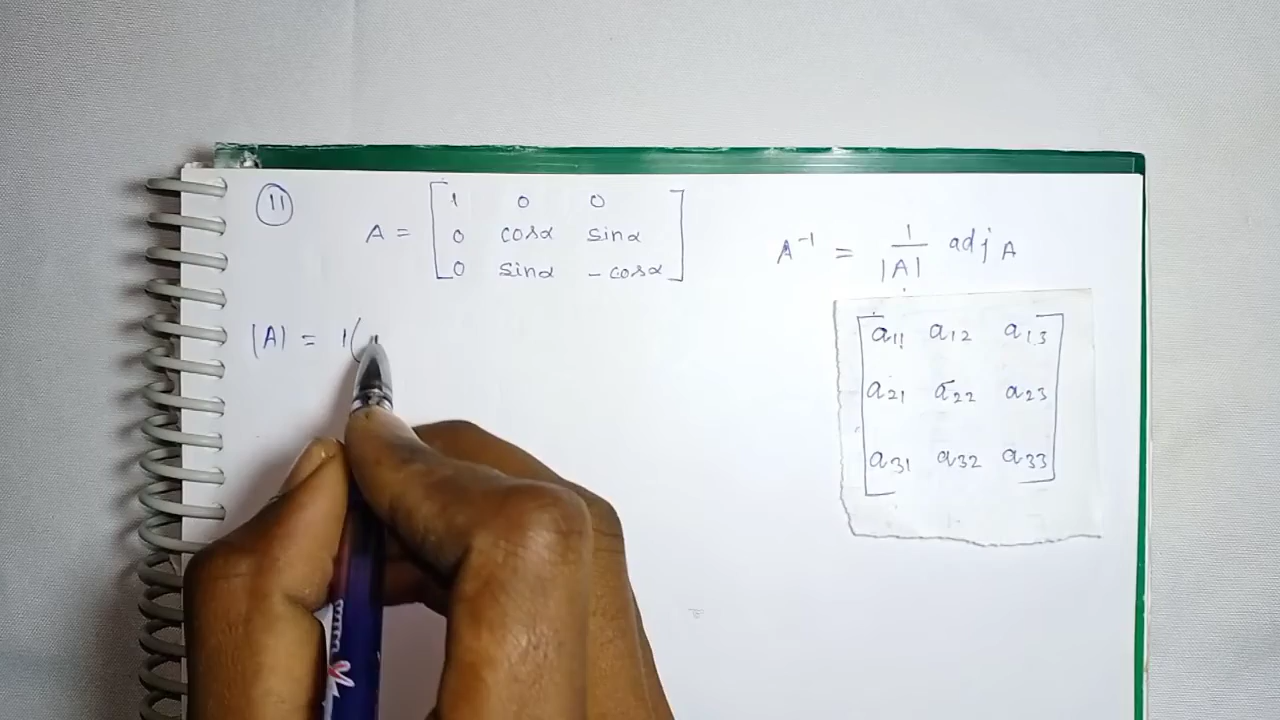 11
A = [ 1 0 0
0 cosα sinα
0 sinα -cosα ]
A⁻¹ = 1/|A| adj A
|A| = 1(
a11 a12 a13
a21 a22 a23
a31 a32 a33